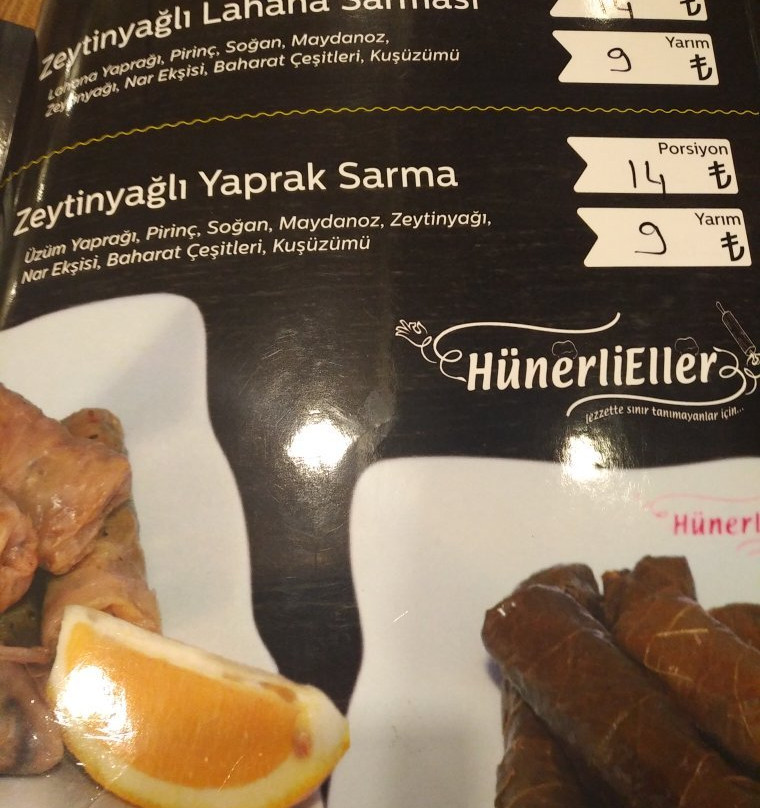 Zeytinyağlı Lahana Sarması
14 ₺
Lahana Yaprağı, Pirinç, Soğan, Maydanoz,
Zeytinyağı, Nar Ekşisi, Baharat Çeşitleri, Kuşüzümü
Yarım
9 ₺
Zeytinyağlı Yaprak Sarma
Porsiyon
14 ₺
Üzüm Yaprağı, Pirinç, Soğan, Maydanoz, Zeytinyağı,
Nar Ekşisi, Baharat Çeşitleri, Kuşüzümü
Yarım
9 ₺
HünerliEller
lezzette sınır tanımayanlar için...
Hünerl